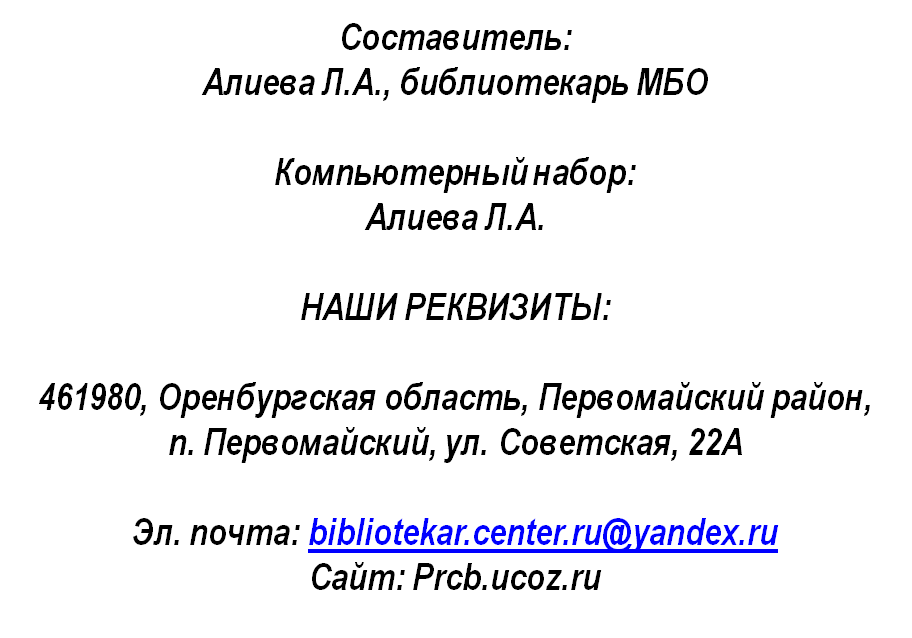 Составитель:
Алиева Л.А., библиотекарь МБО
Компьютерный набор:
Алиева Л.А.
НАШИ РЕКВИЗИТЫ:
461980, Оренбургская область, Первомайский район,
п. Первомайский, ул. Советская, 22А
Эл. почта: bibliotekar.center.ru@yandex.ru
Сайт: Prcb.ucoz.ru